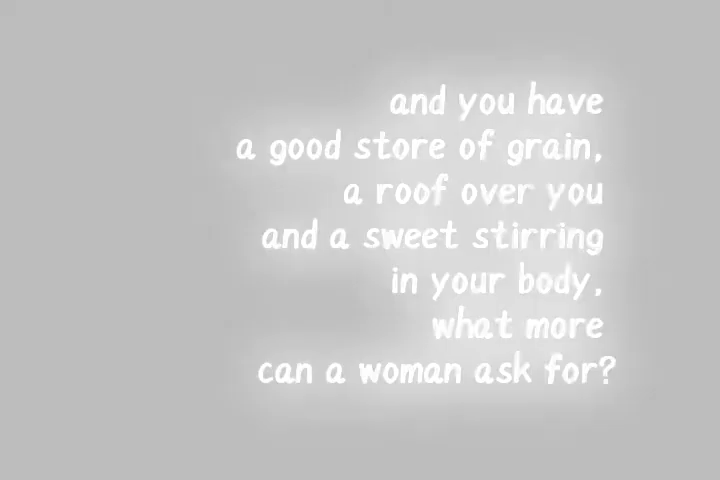 and you have
a good store of grain,
a roof over you
and a sweet stirring
in your body,
what more
can a woman ask for?